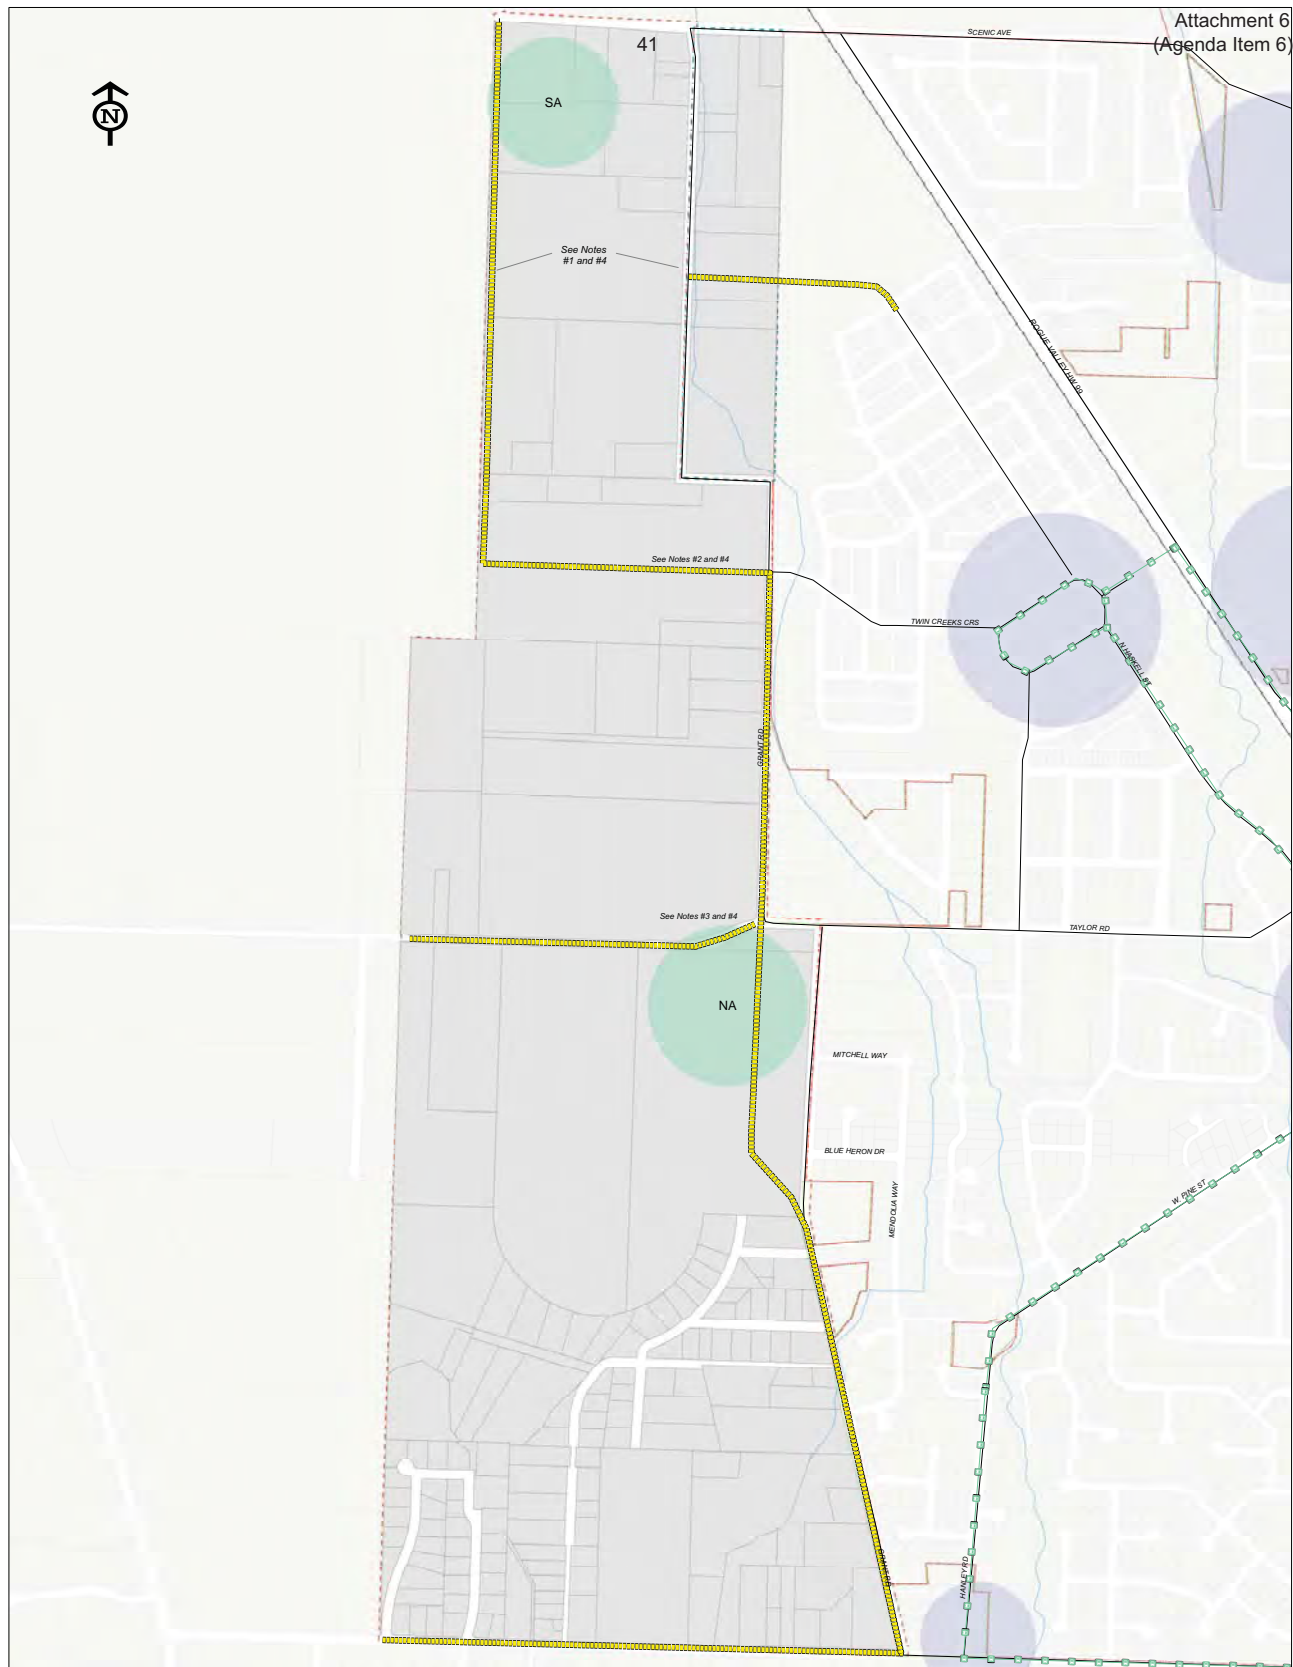 Attachment 6
(Agenda Item 6)
41
SCENIC AVE
N
SA
See Notes
#1 and #4
ROGUE VALLEY HW 99
See Notes #2 and #4
TWIN CREEKS CRS
N HASKELL ST
GRANT RD
See Notes #3 and #4
TAYLOR RD
NA
MITCHELL WAY
BLUE HERON DR
MENDOLIA WAY
W. PINE ST
HANLEY RD